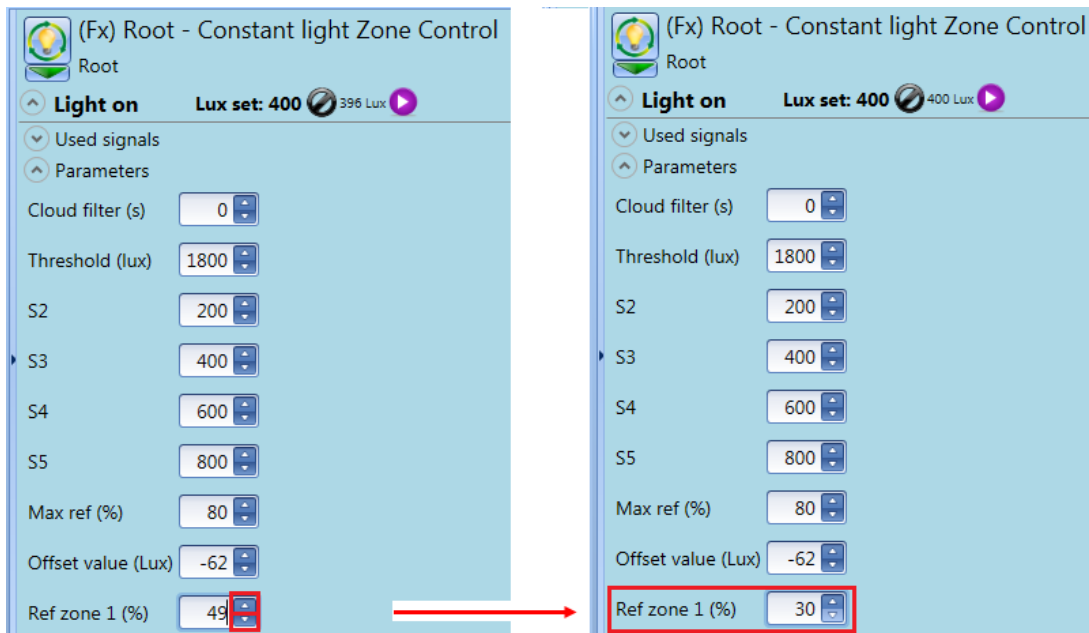 (Fx) Root - Constant light Zone Control
Root
Light on Lux set: 400 396 Lux
Used signals
Parameters
Cloud filter (s) 0
Threshold (lux) 1800
S2 200
S3 400
S4 600
S5 800
Max ref (%) 80
Offset value (Lux) -62
Ref zone 1 (%) 49
(Fx) Root - Constant light Zone Control
Root
Light on Lux set: 400 400 Lux
Used signals
Parameters
Cloud filter (s) 0
Threshold (lux) 1800
S2 200
S3 400
S4 600
S5 800
Max ref (%) 80
Offset value (Lux) -62
Ref zone 1 (%) 30